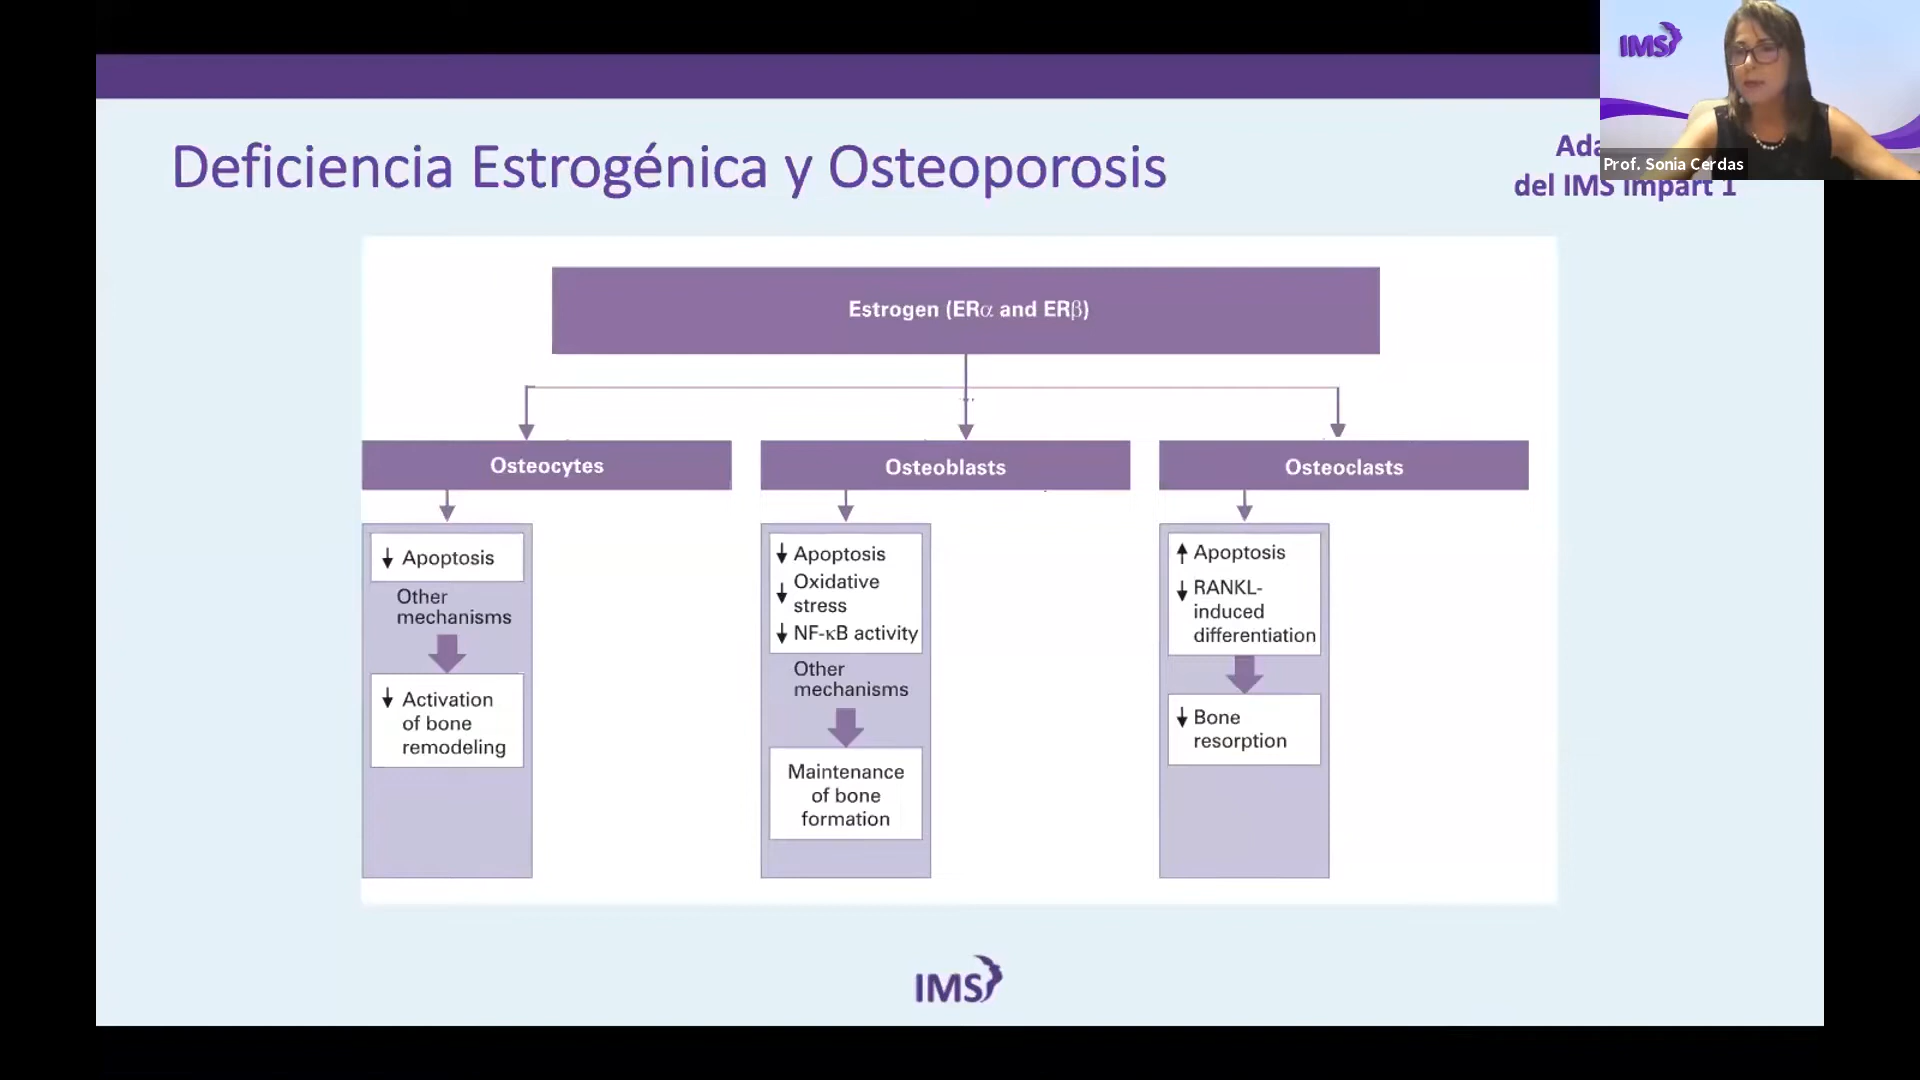 IMS
Prof. Sonia Cerdas
Deficiencia Estrogénica y Osteoporosis
del IMS Impart 1
Estrogen (ERα and ERβ)
Osteocytes
↓ Apoptosis
Other
mechanisms
↓ Activation
of bone
remodeling
Osteoblasts
↓ Apoptosis
↓ Oxidative
stress
↓ NF-κB activity
Other
mechanisms
Maintenance
of bone
formation
Osteoclasts
↑ Apoptosis
↓ RANKL-
induced
differentiation
↓ Bone
resorption
IMS